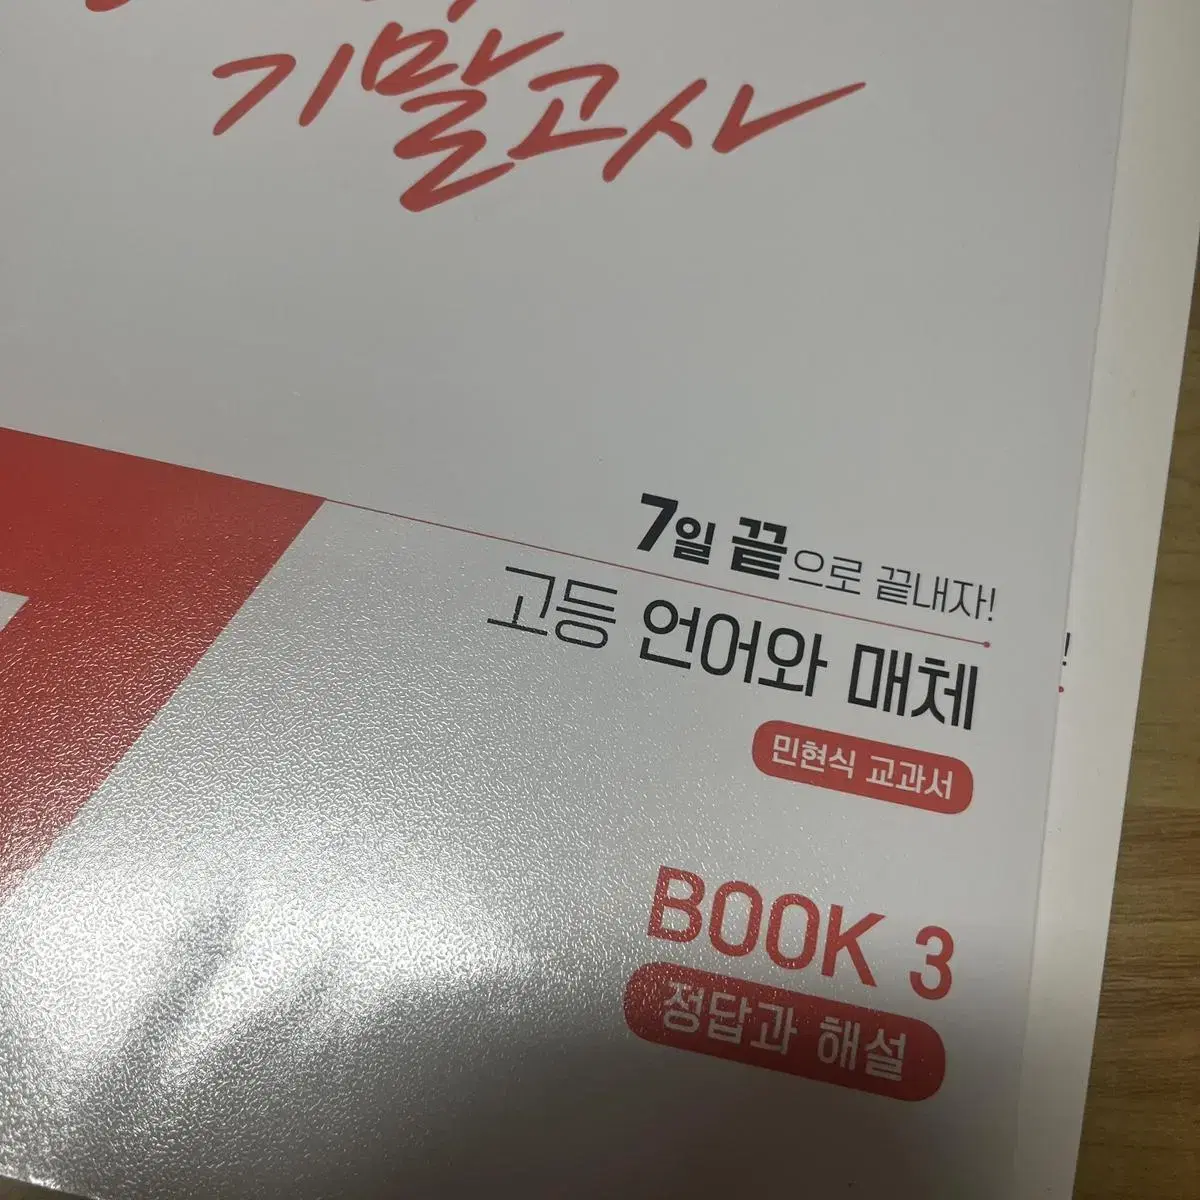 기말고사
7일 끝으로 끝내자!
고등 언어와 매체
민현식 교과서
BOOK 3
정답과 해설